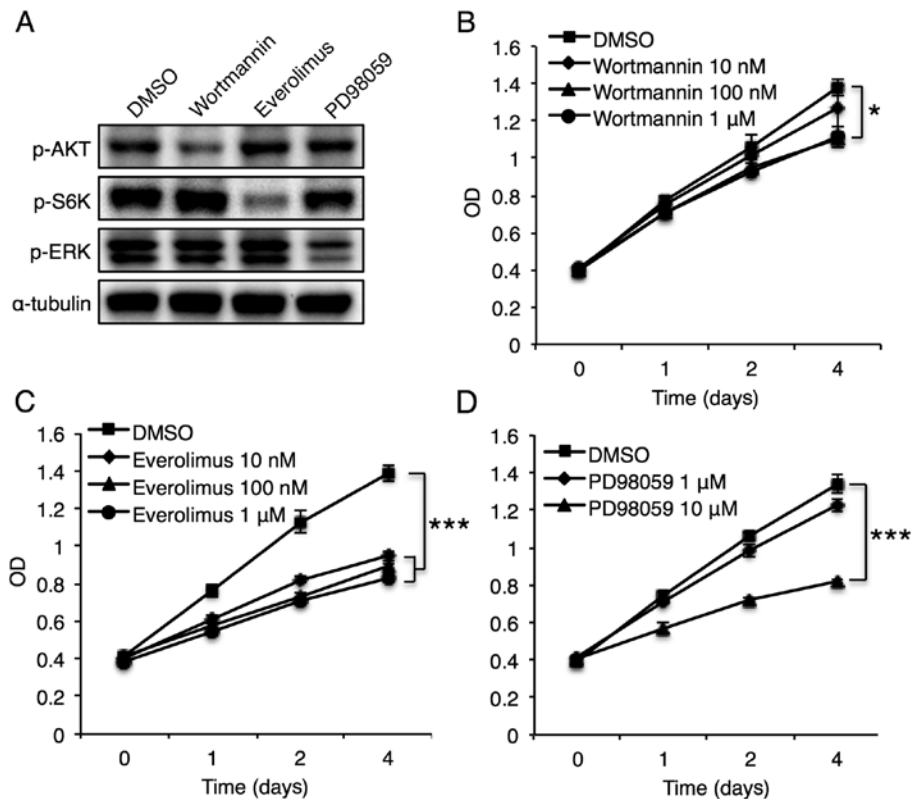 A
DMSO
Wortmannin
Everolimus
PD98059
p-AKT
p-S6K
p-ERK
α-tubulin
B
DMSO
Wortmannin 10 nM
Wortmannin 100 nM
Wortmannin 1 μM
*
1.6
1.4
1.2
1
0.8
0.6
0.4
0.2
0
OD
0 1 2 4
Time (days)
C
DMSO
Everolimus 10 nM
Everolimus 100 nM
Everolimus 1 μM
***
1.6
1.4
1.2
1
0.8
0.6
0.4
0.2
0
OD
0 1 2 4
Time (days)
D
DMSO
PD98059 1 μM
PD98059 10 μM
***
1.6
1.4
1.2
1
0.8
0.6
0.4
0.2
0
0 1 2 4
Time (days)